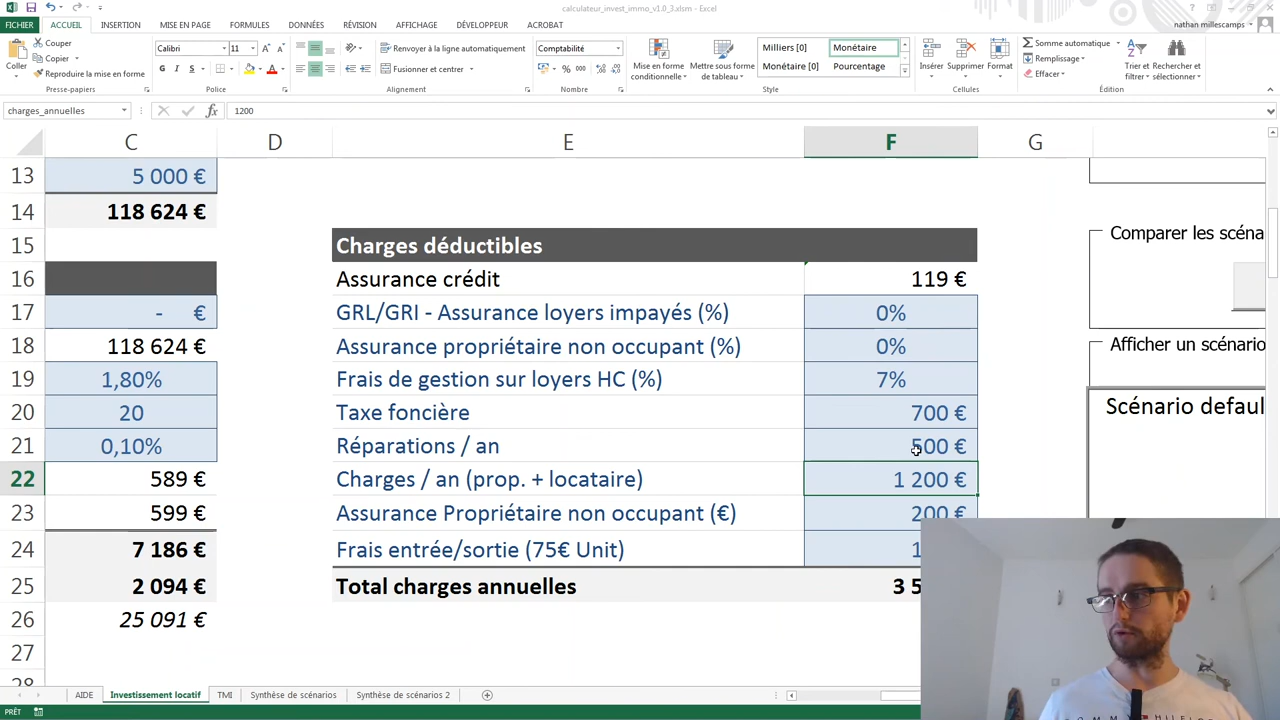 calculateur_invest_immo_v1.0_3.xlsm - Excel
FICHIER ACCUEIL INSERTION MISE EN PAGE FORMULES DONNÉES RÉVISION AFFICHAGE DÉVELOPPEUR ACROBAT
nathan millescamps
Coller
Couper
Copier
Reproduire la mise en forme
Presse-papiers
Calibri 11
G I S
Police
Renvoyer à la ligne automatiquement
Fusionner et centrer
Alignement
Comptabilité
% 000
Nombre
Mise en forme conditionnelle
Mettre sous forme de tableau
Milliers [0] Monétaire
Monétaire [0] Pourcentage
Style
Insérer Supprimer Format
Cellules
Somme automatique
Remplissage
Effacer
Trier et filtrer
Rechercher et sélectionner
Édition
charges_annuelles fx 1200
C D E F G
13 5 000 €
14 118 624 €
15 Charges déductibles
16 Assurance crédit 119 €
17 - € GRL/GRI - Assurance loyers impayés (%) 0%
18 118 624 € Assurance propriétaire non occupant (%) 0%
19 1,80% Frais de gestion sur loyers HC (%) 7%
20 20 Taxe foncière 700 €
21 0,10% Réparations / an 500 €
22 589 € Charges / an (prop. + locataire) 1 200 €
23 599 € Assurance Propriétaire non occupant (€) 200 €
24 7 186 € Frais entrée/sortie (75€ Unit) 1
25 2 094 € Total charges annuelles 3 5
26 25 091 €
27
28
Comparer les scéna
Afficher un scénario
Scénario defaul
AIDE Investissement locatif TMI Synthèse de scénarios Synthèse de scénarios 2
PRÊT